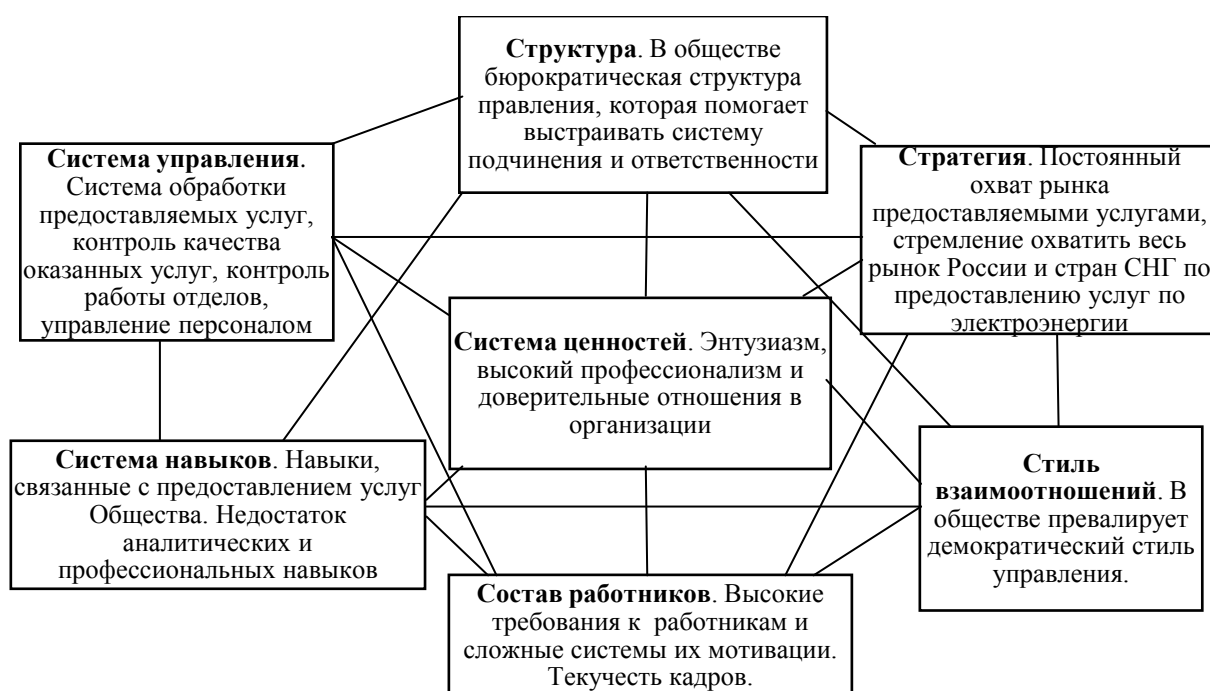 Структура. В обществе
бюрократическая структура
правления, которая помогает
выстраивать систему
подчинения и ответственности
Система управления.
Система обработки
предоставляемых услуг,
контроль качества
оказанных услуг, контроль
работы отделов,
управление персоналом
Стратегия. Постоянный
охват рынка
предоставляемыми услугами,
стремление охватить весь
рынок России и стран СНГ по
предоставлению услуг по
электроэнергии
Система ценностей. Энтузиазм,
высокий профессионализм и
доверительные отношения в
организации
Система навыков. Навыки,
связанные с предоставлением услуг
Общества. Недостаток
аналитических и
профессиональных навыков
Стиль
взаимоотношений. В
обществе превалирует
демократический стиль
управления.
Состав работников. Высокие
требования к работникам и
сложные системы их мотивации.
Текучесть кадров.